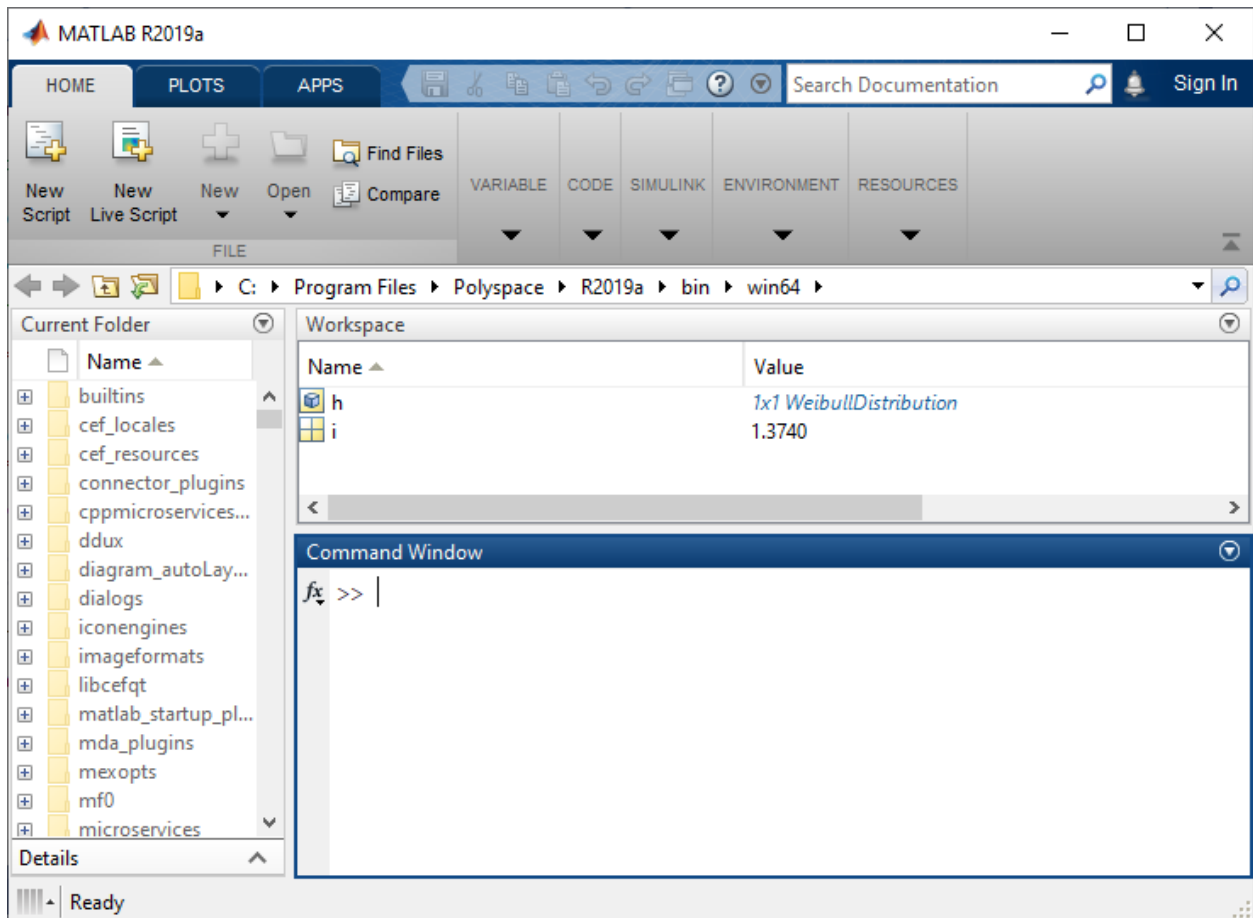 MATLAB R2019a
HOME PLOTS APPS Search Documentation Sign In
New Script
New Live Script
New
Open
Find Files
Compare
FILE
VARIABLE
CODE
SIMULINK
ENVIRONMENT
RESOURCES
C: Program Files Polyspace R2019a bin win64
Current Folder
Name
builtins
cef_locales
cef_resources
connector_plugins
cppmicroservices...
ddux
diagram_autoLay...
dialogs
iconengines
imageformats
libcefqt
matlab_startup_pl...
mda_plugins
mexopts
mf0
microservices
Details
Workspace
Name Value
h 1x1 WeibullDistribution
i 1.3740
Command Window
fx >>
Ready